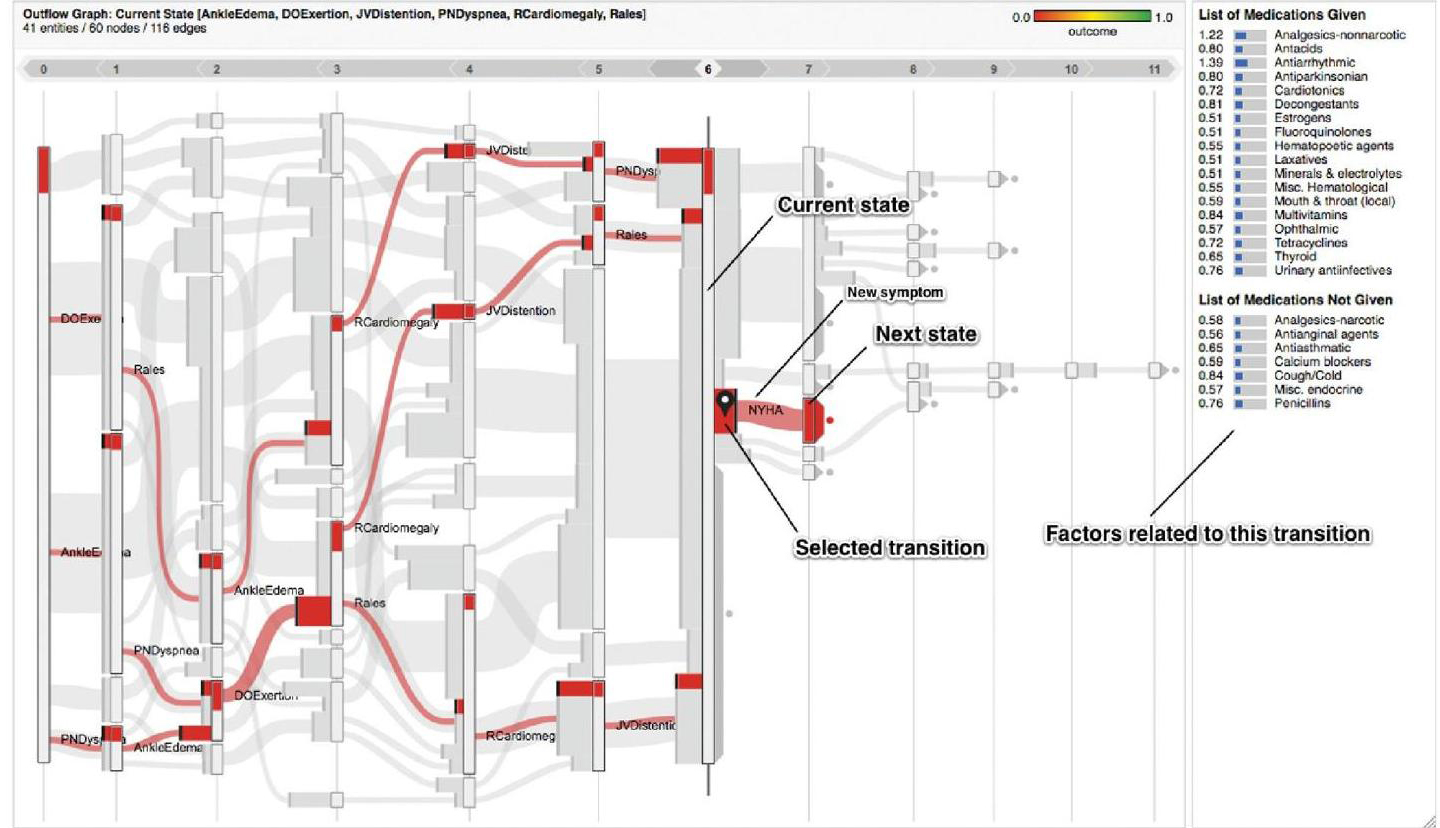 Outflow Graph: Current State [AnkleEdema, DOExertion, JVDistention, PNDyspnea, RCardiomegaly, Rales]
41 entities / 60 nodes / 116 edges
0.0 1.0
outcome
0 1 2 3 4 5 6 7 8 9 10 11
JVDiste
PNDysp
Current state
Rales
New symptom
JVDistention
RCardiomegaly
DOExe
Next state
Rales
NYHA
RCardiomegaly
Selected transition
AnkleE a
AnkleEdema
Rales
PNDyspnea
DOExertion
JVDistentio
RCardiomeg
PNDys a
AnkleEdema
List of Medications Given
1.22 Analgesics-nonnarcotic
0.80 Antacids
1.39 Antiarrhythmic
0.80 Antiparkinsonian
0.72 Cardiotonics
0.81 Decongestants
0.51 Estrogens
0.51 Fluoroquinolones
0.55 Hematopoetic agents
0.51 Laxatives
0.51 Minerals & electrolytes
0.55 Misc. Hematological
0.59 Mouth & throat (local)
0.84 Multivitamins
0.57 Ophthalmic
0.72 Tetracyclines
0.65 Thyroid
0.76 Urinary antiinfectives
List of Medications Not Given
0.58 Analgesics-narcotic
0.56 Antianginal agents
0.65 Antiasthmatic
0.59 Calcium blockers
0.84 Cough/Cold
0.57 Misc. endocrine
0.76 Penicillins
Factors related to this transition